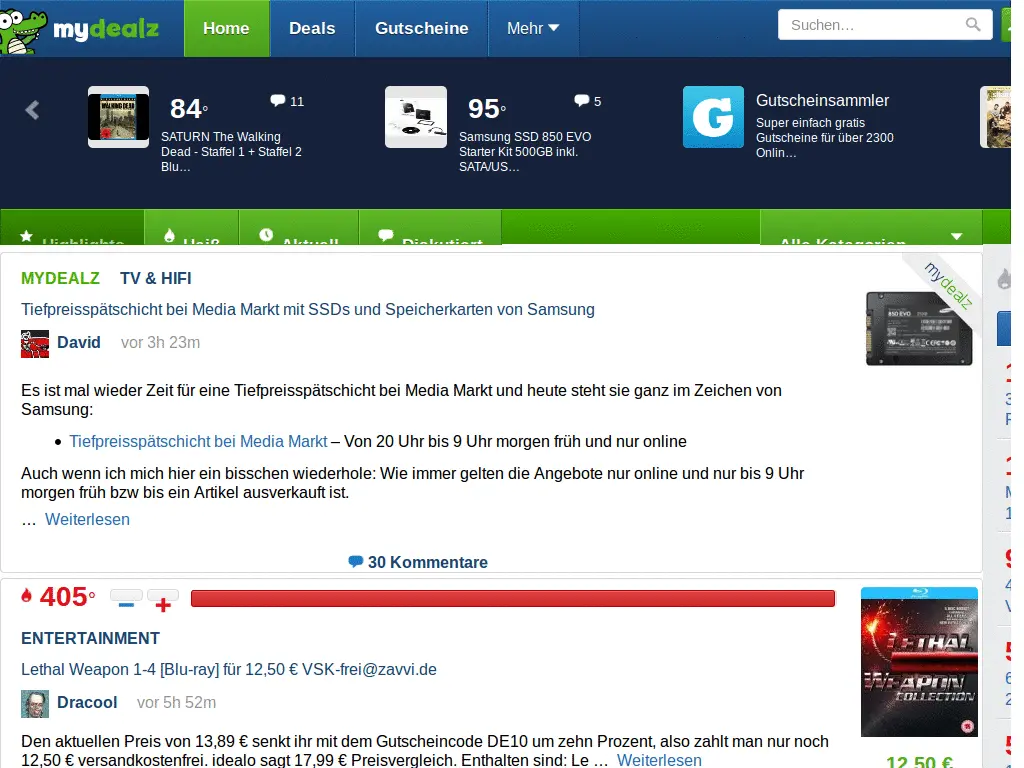 mydealz Home Deals Gutscheine Mehr Suchen…
84° 11
SATURN The Walking
Dead - Staffel 1 + Staffel 2
Blu…
95° 5
Samsung SSD 850 EVO
Starter Kit 500GB inkl.
SATA/US…
Gutscheinsammler
Super einfach gratis
Gutscheine für über 2300
Onlin…
Highlights Heiß Aktuell Diskutiert Alle Kategorien
MYDEALZ TV & HIFI
mydealz
Tiefpreisspätschicht bei Media Markt mit SSDs und Speicherkarten von Samsung
David vor 3h 23m
Es ist mal wieder Zeit für eine Tiefpreisspätschicht bei Media Markt und heute steht sie ganz im Zeichen von
Samsung:
• Tiefpreisspätschicht bei Media Markt – Von 20 Uhr bis 9 Uhr morgen früh und nur online
Auch wenn ich mich hier ein bisschen wiederhole: Wie immer gelten die Angebote nur online und nur bis 9 Uhr
morgen früh bzw bis ein Artikel ausverkauft ist.
… Weiterlesen
30 Kommentare
405°
ENTERTAINMENT
Lethal Weapon 1-4 [Blu-ray] für 12,50 € VSK-frei@zavvi.de
Dracool vor 5h 52m
LETHAL
WEAPON
COLLECTION
Den aktuellen Preis von 13,89 € senkt ihr mit dem Gutscheincode DE10 um zehn Prozent, also zahlt man nur noch
12,50 € versandkostenfrei. idealo sagt 17,99 € Preisvergleich. Enthalten sind: Le … Weiterlesen
12,50 €